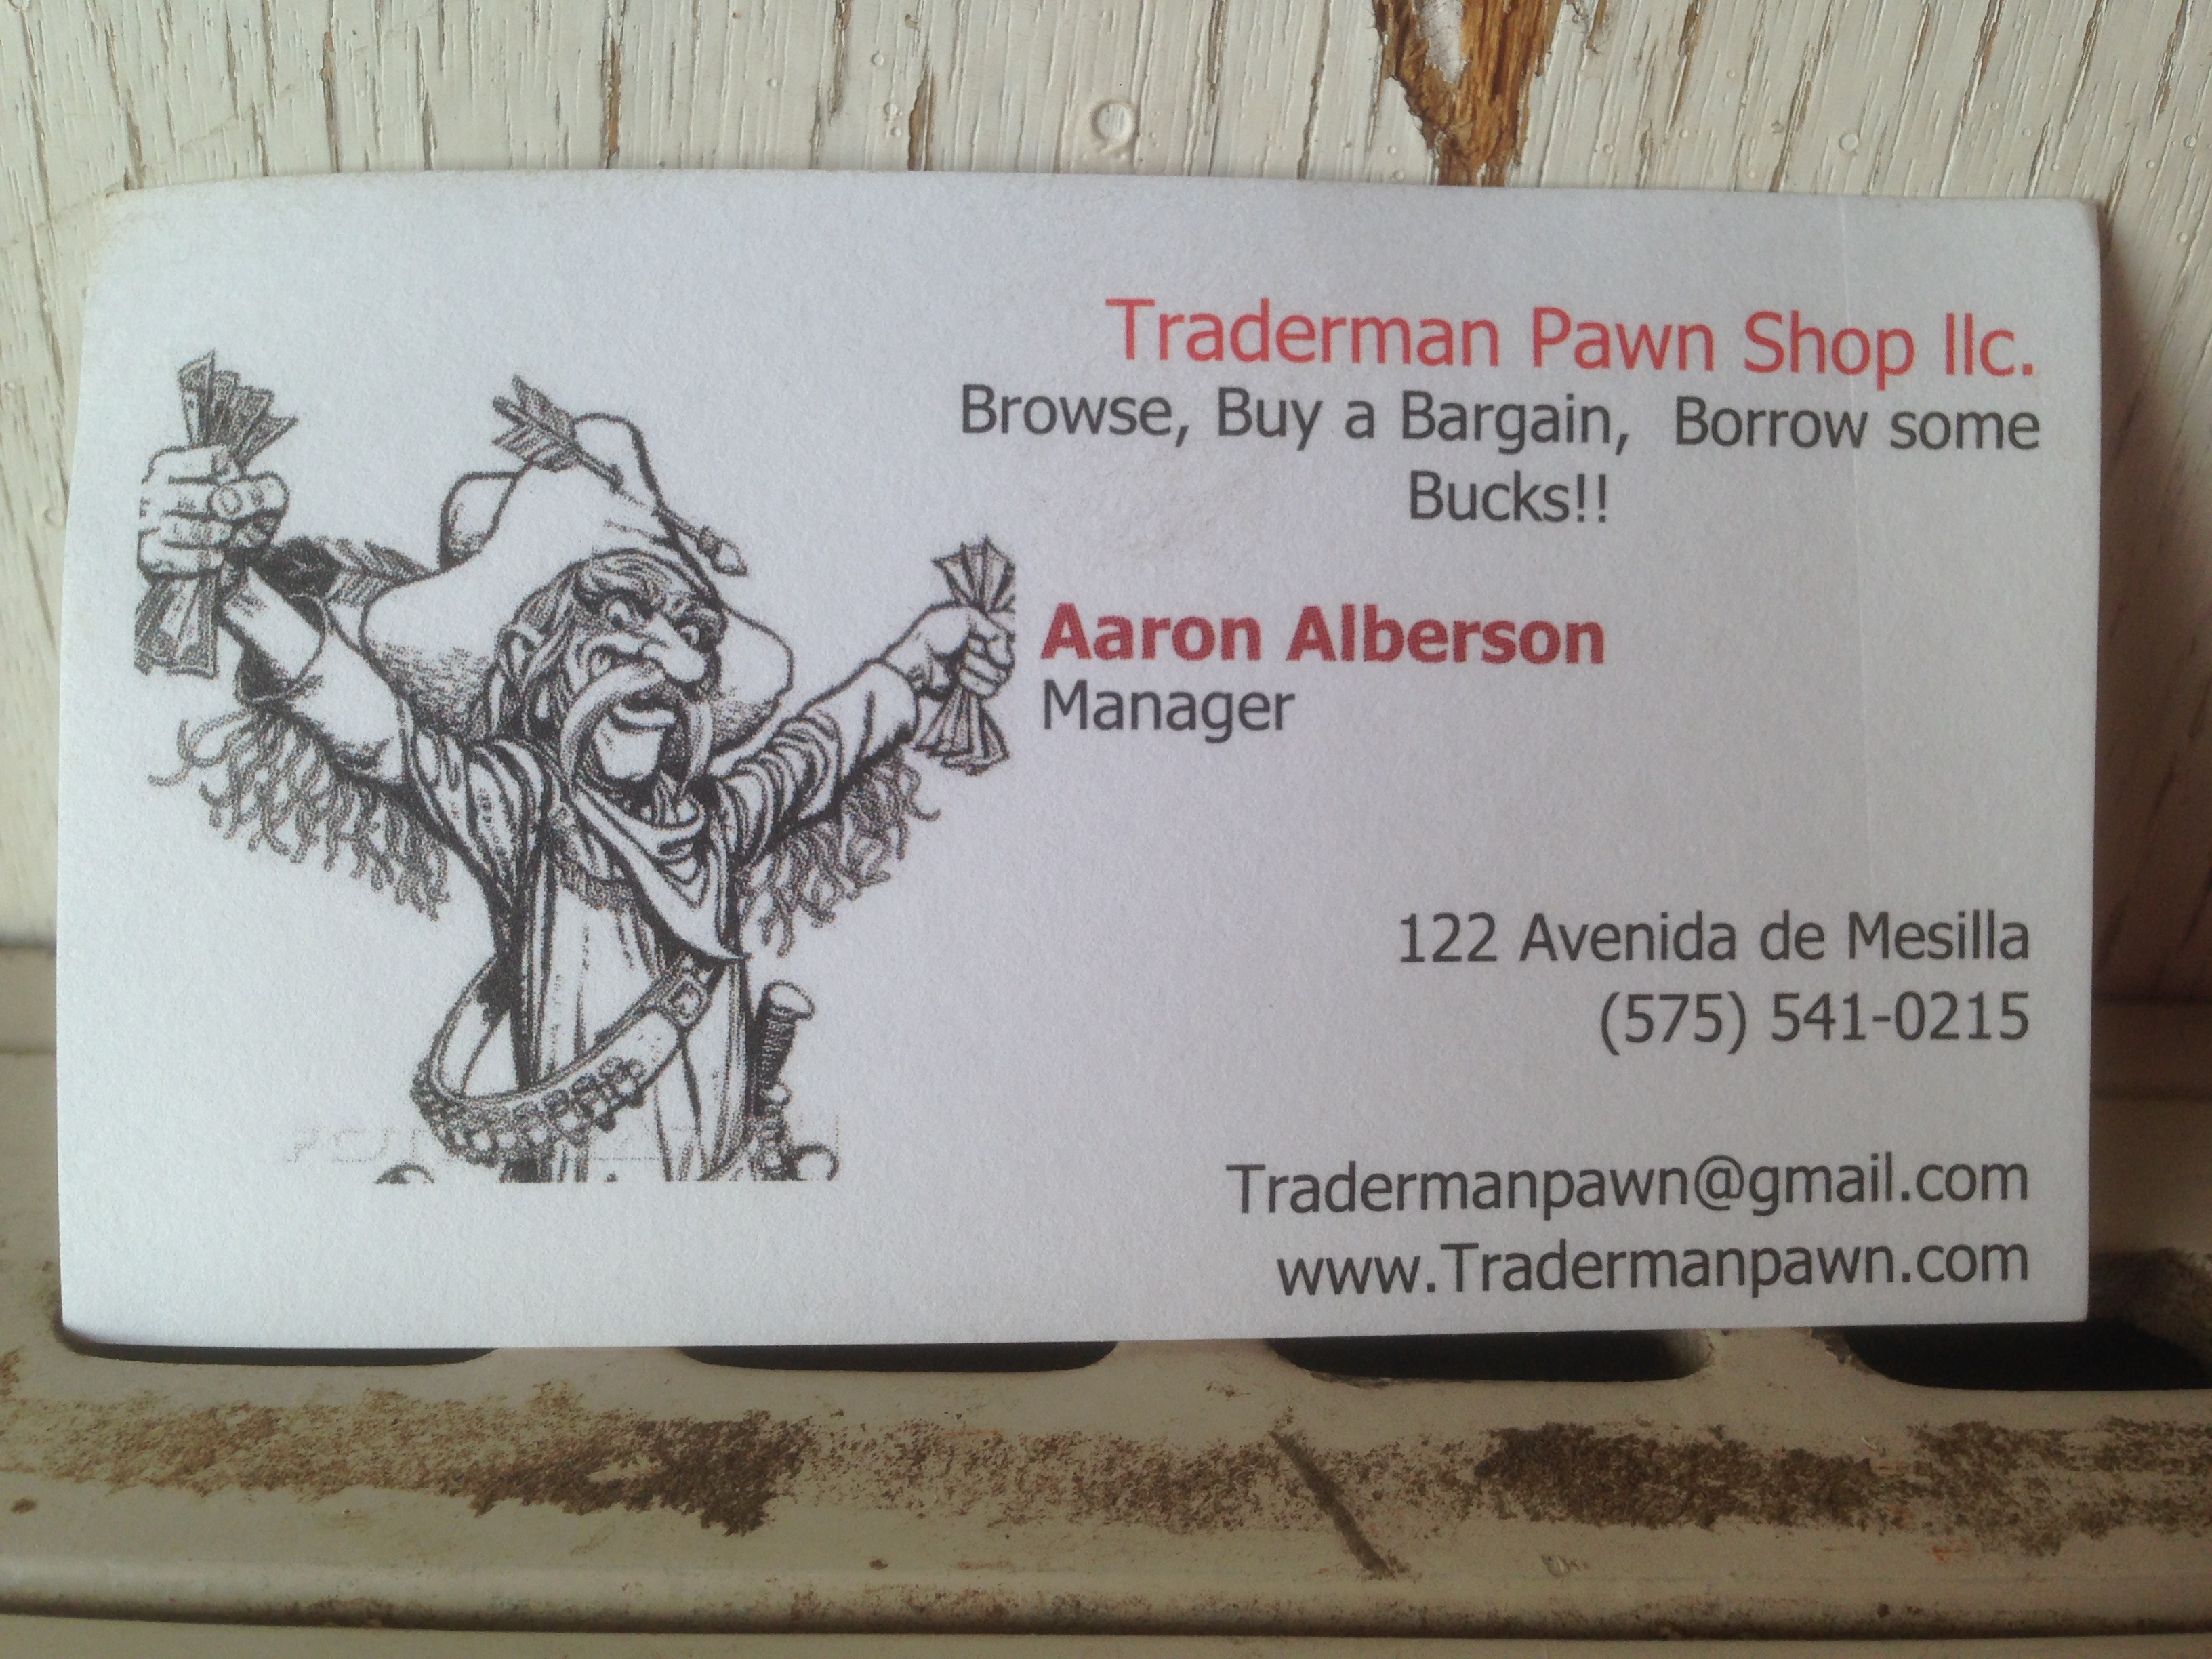 Traderman Pawn Shop llc.
Browse, Buy a Bargain, Borrow some
Bucks!!
Aaron Alberson
Manager
122 Avenida de Mesilla
(575) 541-0215
Tradermanpawn@gmail.com
www.Tradermanpawn.com